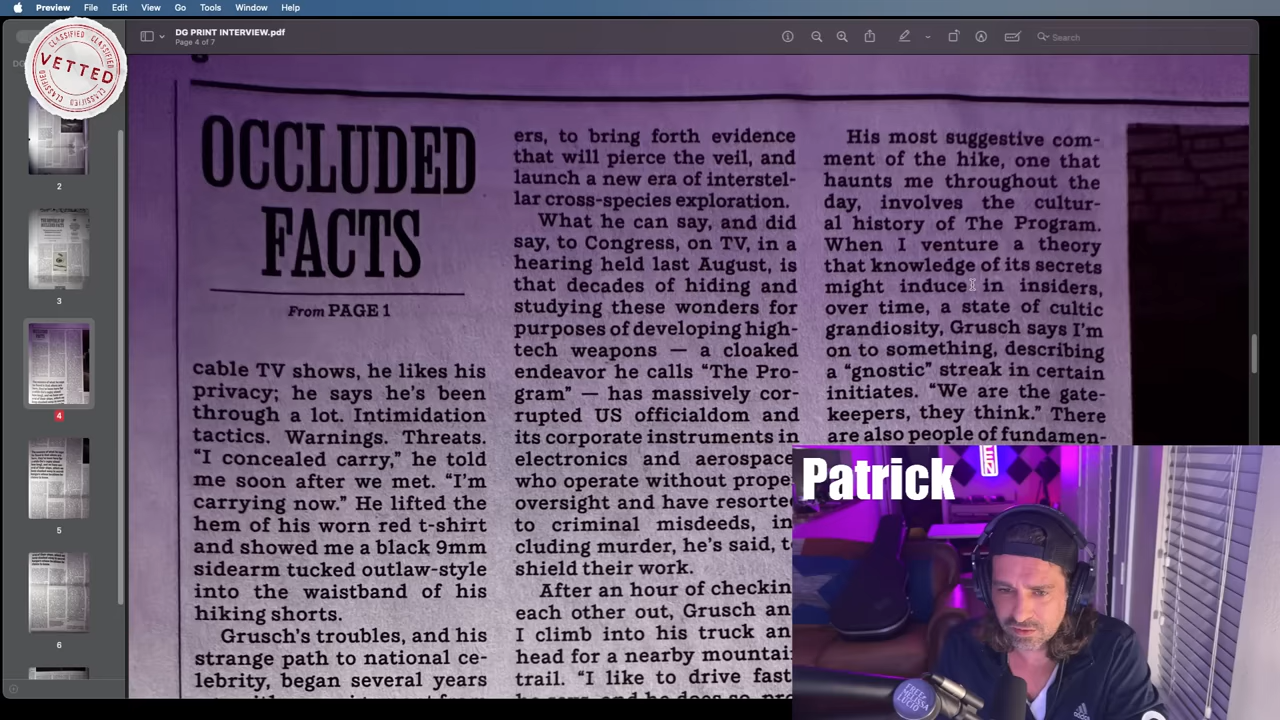 Preview File Edit View Go Tools Window Help
DG PRINT INTERVIEW.pdf
Page 4 of 7
Search
CLASSIFIED
VETTED
CLASSIFIED
2
3
4
5
6
OCCLUDED
FACTS
From PAGE 1
cable TV shows, he likes his
privacy; he says he's been
through a lot. Intimidation
tactics. Warnings. Threats.
"I concealed carry," he told
me soon after we met. "I'm
carrying now." He lifted the
hem of his worn red t-shirt
and showed me a black 9mm
sidearm tucked outlaw-style
into the waistband of his
hiking shorts.
Grusch's troubles, and his
strange path to national ce-
lebrity, began several years
ers, to bring forth evidence
that will pierce the veil, and
launch a new era of interstel-
lar cross-species exploration.
What he can say, and did
say, to Congress, on TV, in a
hearing held last August, is
that decades of hiding and
studying these wonders for
purposes of developing high-
tech weapons — a cloaked
endeavor he calls "The Pro-
gram" — has massively cor-
rupted US officialdom and
its corporate instruments in
electronics and aerospace
who operate without prope
oversight and have resorte
to criminal misdeeds, in
cluding murder, he's said, t
shield their work.
After an hour of checkin
each other out, Grusch an
I climb into his truck an
head for a nearby mountai
trail. "I like to drive fast
His most suggestive com-
ment of the hike, one that
haunts me throughout the
day, involves the cultur-
al history of The Program.
When I venture a theory
that knowledge of its secrets
might induce in insiders,
over time, a state of cultic
grandiosity, Grusch says I'm
on to something, describing
a "gnostic" streak in certain
initiates. "We are the gate-
keepers, they think." There
are also people of fundamen-
Patrick
FREE
MELISSA
LUCIO
adidas